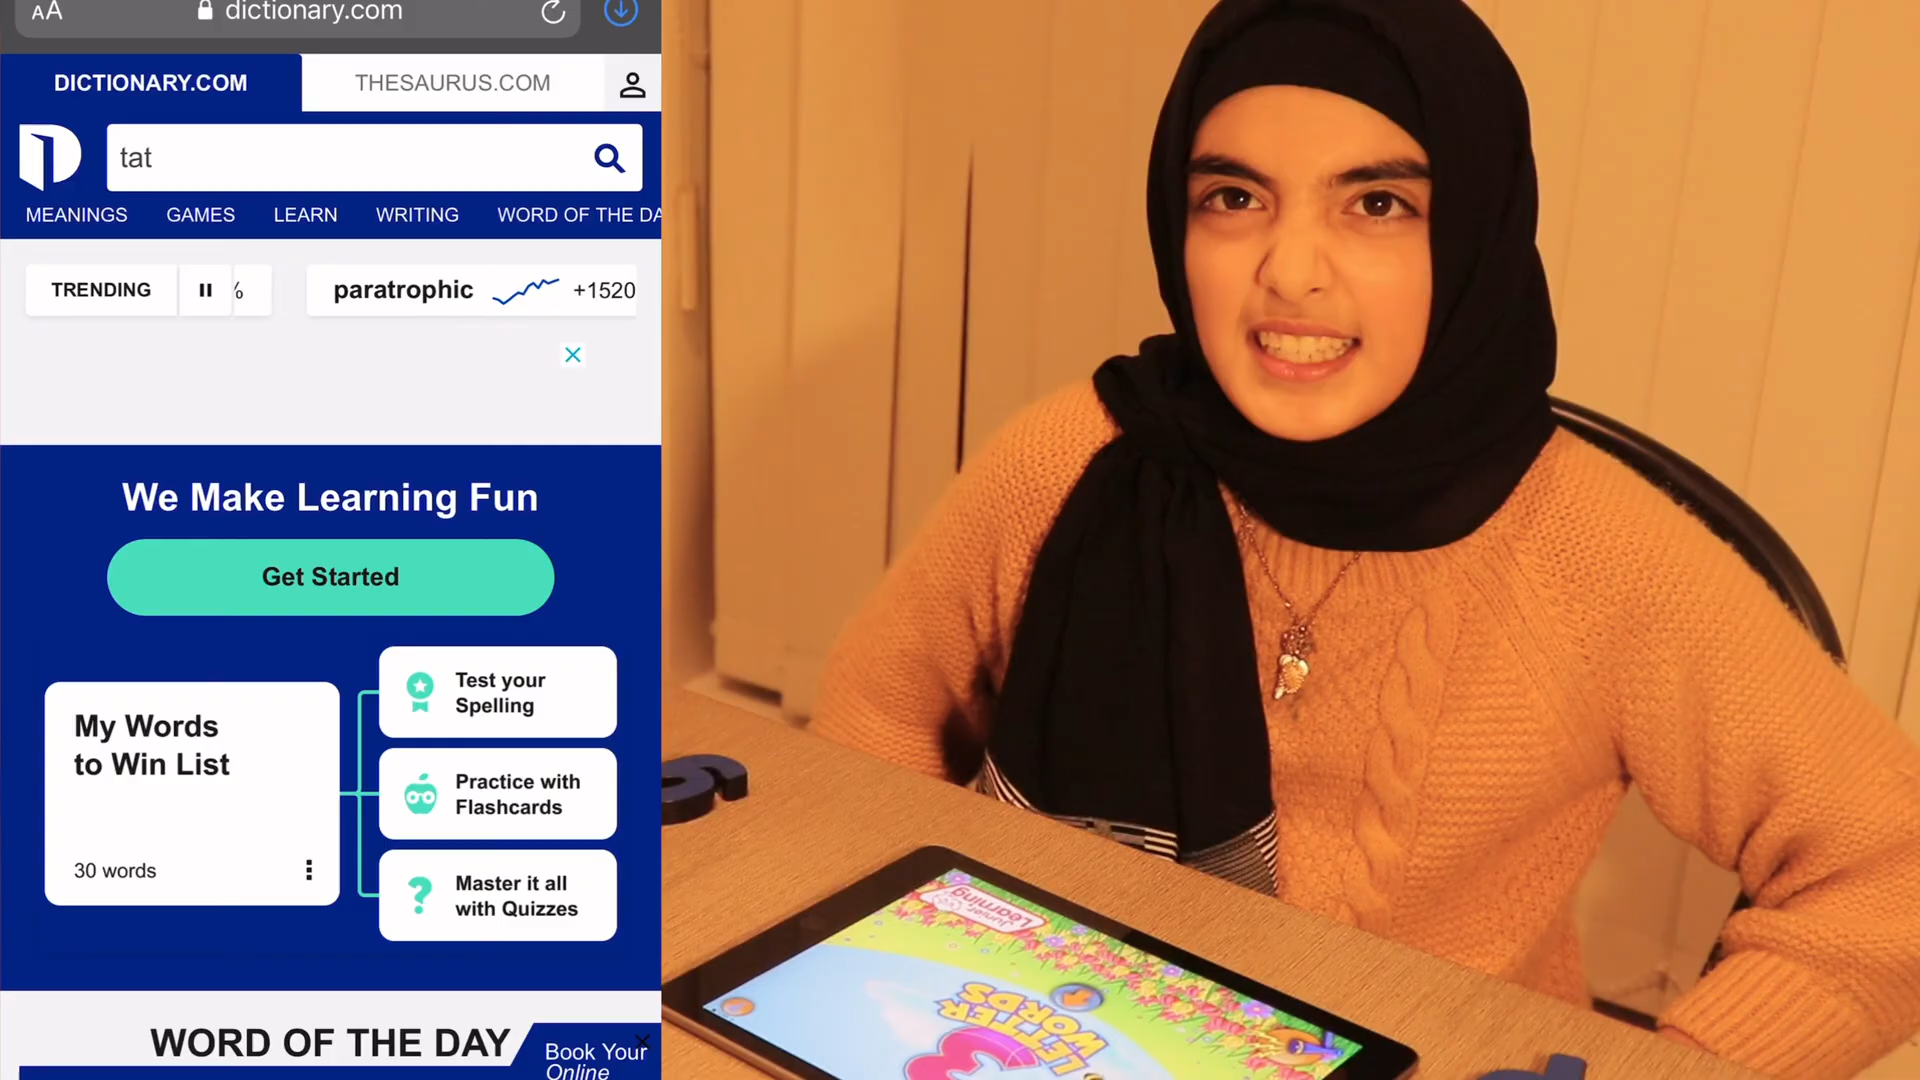 AA dictionary.com
DICTIONARY.COM THESAURUS.COM
tat
MEANINGS GAMES LEARN WRITING WORD OF THE DA
TRENDING % paratrophic +1520
We Make Learning Fun
Get Started
My Words
to Win List
30 words
Test your
Spelling
Practice with
Flashcards
Master it all
with Quizzes
WORD OF THE DAY
Book Your
Online
Junior
Learning
3
LETTER
WORDS